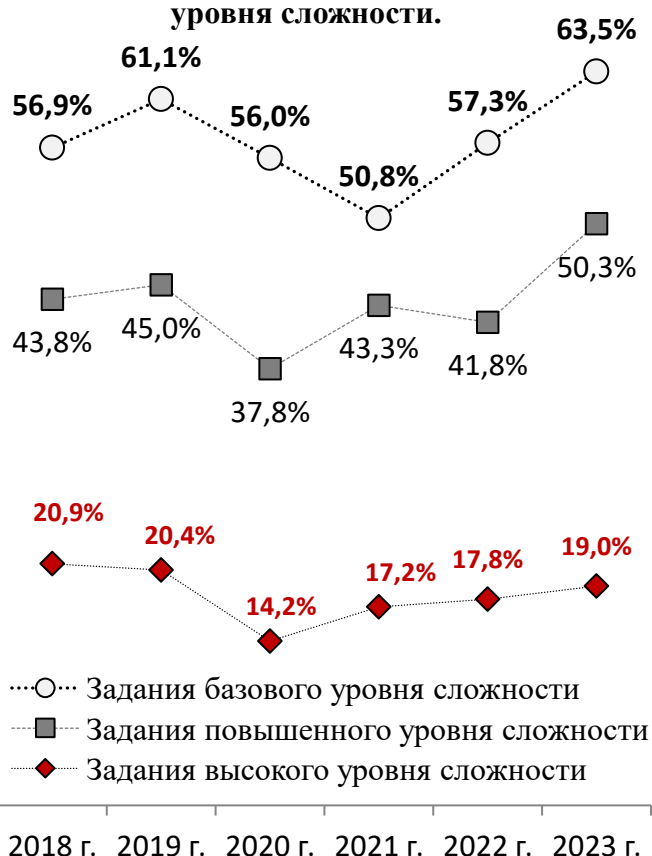 уровня сложности.
56,9% 61,1% 56,0% 50,8% 57,3% 63,5%
43,8% 45,0% 37,8% 43,3% 41,8% 50,3%
20,9% 20,4% 14,2% 17,2% 17,8% 19,0%
Задания базового уровня сложности
Задания повышенного уровня сложности
Задания высокого уровня сложности
2018 г. 2019 г. 2020 г. 2021 г. 2022 г. 2023 г.